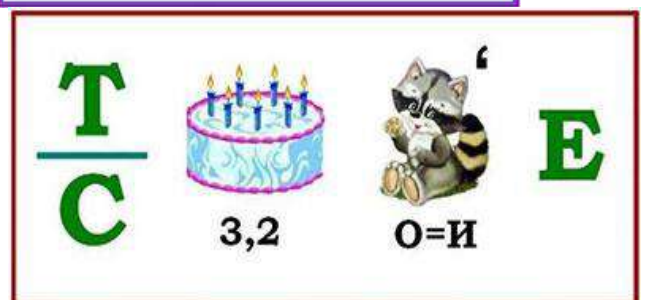 Т
С
3,2
‘
О=И
Е